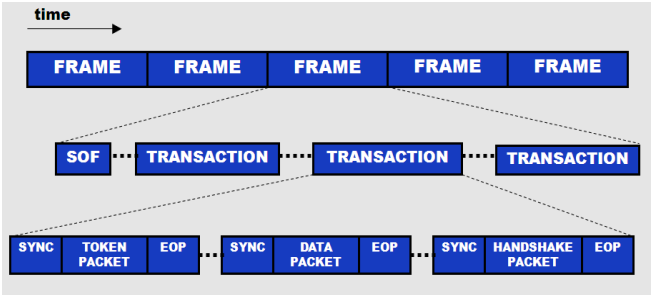 time
FRAME FRAME FRAME FRAME FRAME
SOF TRANSACTION TRANSACTION TRANSACTION
SYNC TOKEN PACKET EOP SYNC DATA PACKET EOP SYNC HANDSHAKE PACKET EOP